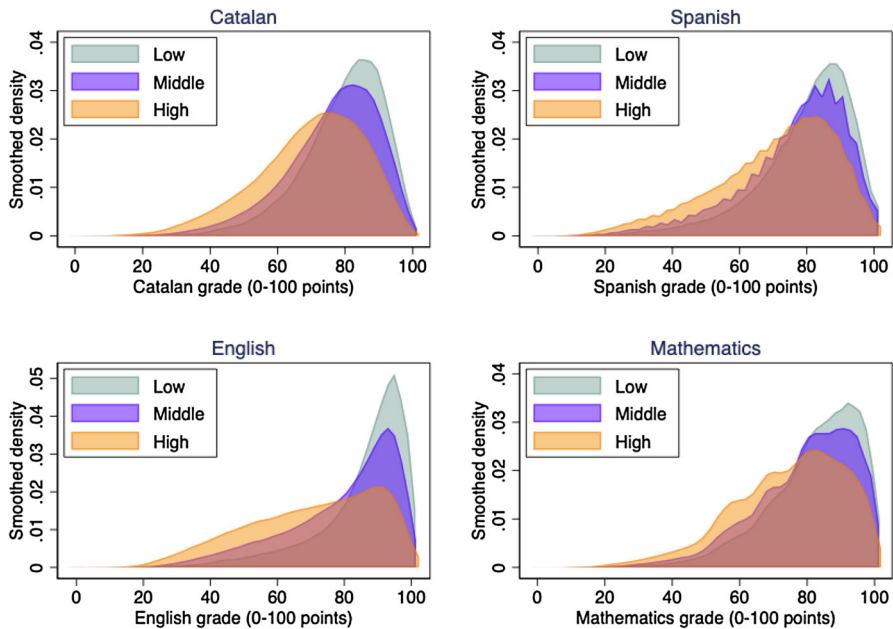 Catalan
Smoothed density
.04
.03
.02
.01
0
Low
Middle
High
0 20 40 60 80 100
Catalan grade (0-100 points)
Spanish
Smoothed density
.04
.03
.02
.01
0
Low
Middle
High
0 20 40 60 80 100
Spanish grade (0-100 points)
English
Smoothed density
.05
.04
.03
.02
.01
0
Low
Middle
High
0 20 40 60 80 100
English grade (0-100 points)
Mathematics
Smoothed density
.04
.03
.02
.01
0
Low
Middle
High
0 20 40 60 80 100
Mathematics grade (0-100 points)